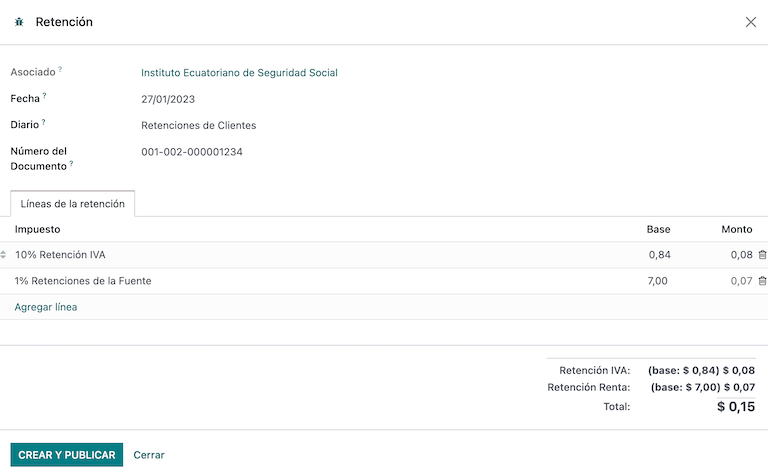 Retención
Asociado ?
Instituto Ecuatoriano de Seguridad Social
Fecha ?
27/01/2023
Diario ?
Retenciones de Clientes
Número del
Documento ?
001-002-000001234
Líneas de la retención
Impuesto Base Monto
10% Retención IVA 0,84 0,08
1% Retenciones de la Fuente 7,00 0,07
Agregar línea
Retención IVA: (base: $ 0,84) $ 0,08
Retención Renta: (base: $ 7,00) $ 0,07
Total: $ 0,15
CREAR Y PUBLICAR Cerrar